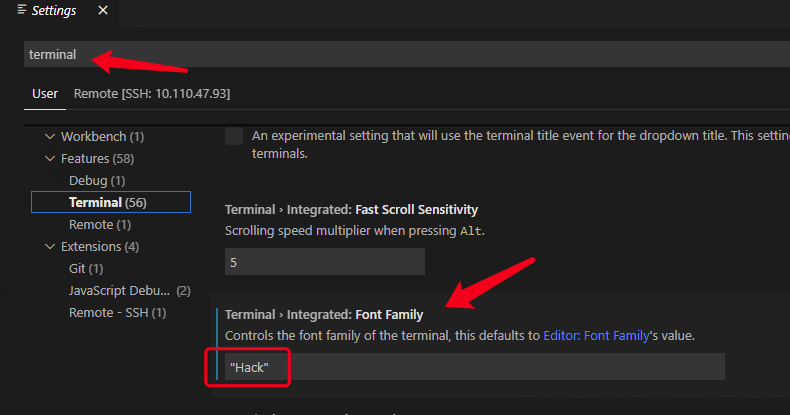 Settings
terminal
User Remote [SSH: 10.110.47.93]
Workbench (1)
Features (58)
Debug (1)
Terminal (56)
Remote (1)
Extensions (4)
Git (1)
JavaScript Debu... (2)
Remote - SSH (1)
An experimental setting that will use the terminal title event for the dropdown title. This setting
terminals.
Terminal › Integrated: Fast Scroll Sensitivity
Scrolling speed multiplier when pressing Alt.
5
Terminal › Integrated: Font Family
Controls the font family of the terminal, this defaults to Editor: Font Family's value.
"Hack"